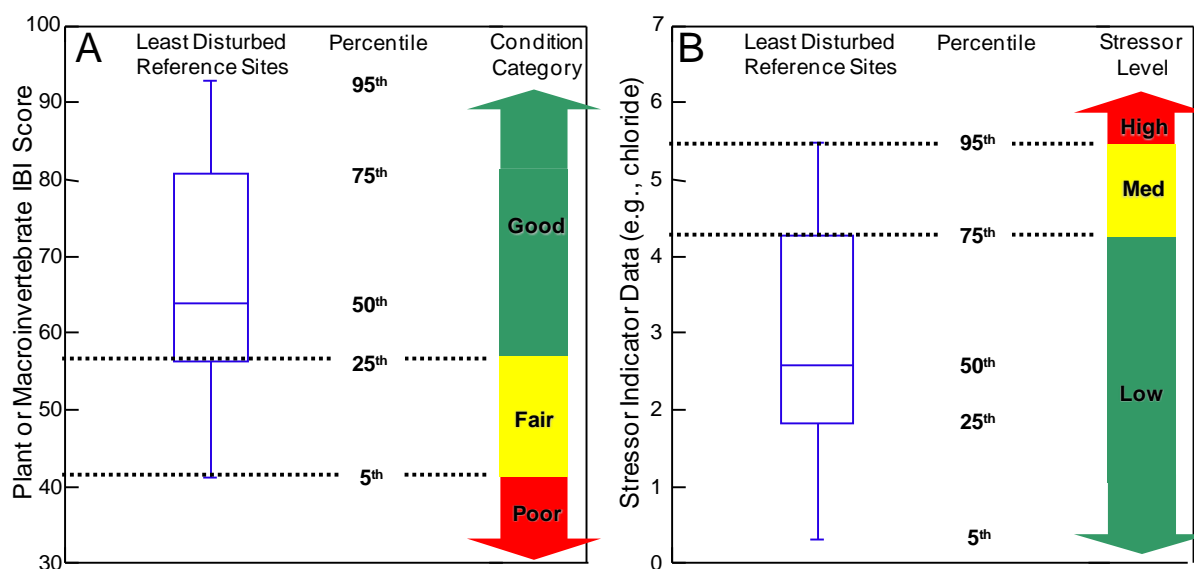 A
Least Disturbed
Reference Sites
Percentile
Condition
Category
Plant or Macroinvertebrate IBI Score
100
90
80
70
60
50
40
30
95th
75th
50th
25th
5th
Good
Fair
Poor
B
Least Disturbed
Reference Sites
Percentile
Stressor
Level
Stressor Indicator Data (e.g., chloride)
7
6
5
4
3
2
1
0
95th
75th
50th
25th
5th
High
Med
Low